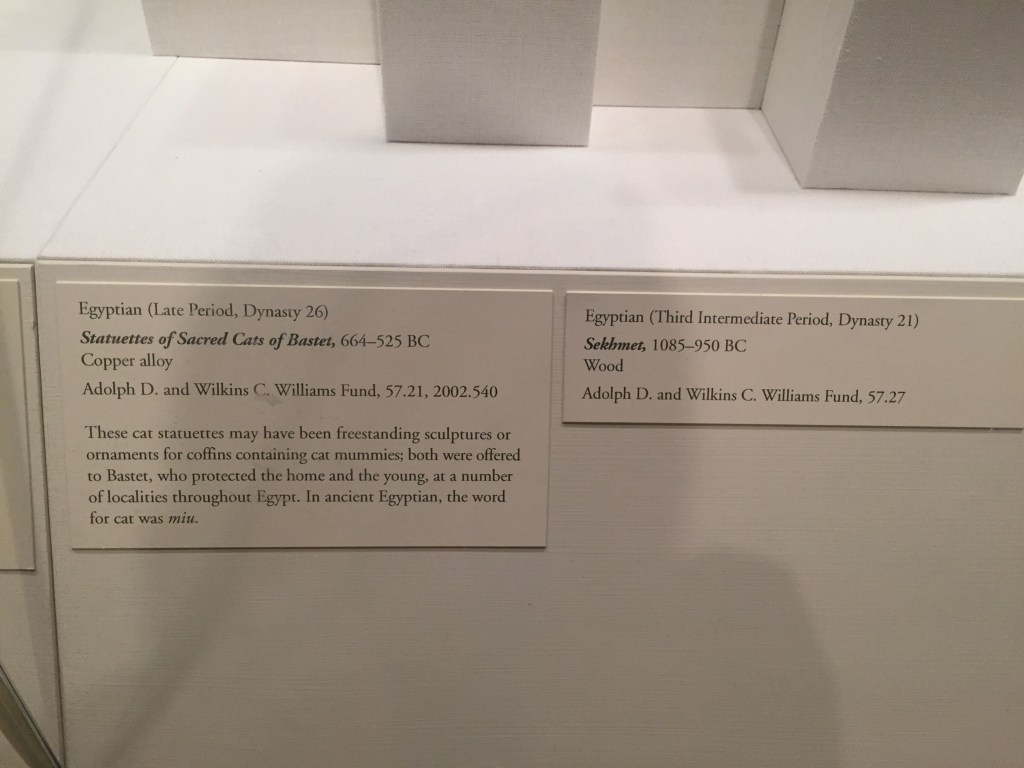 Egyptian (Late Period, Dynasty 26)
Statuettes of Sacred Cats of Bastet, 664–525 BC
Copper alloy
Adolph D. and Wilkins C. Williams Fund, 57.21, 2002.540
These cat statuettes may have been freestanding sculptures or
ornaments for coffins containing cat mummies; both were offered
to Bastet, who protected the home and the young, at a number
of localities throughout Egypt. In ancient Egyptian, the word
for cat was miu.
Egyptian (Third Intermediate Period, Dynasty 21)
Sekhmet, 1085–950 BC
Wood
Adolph D. and Wilkins C. Williams Fund, 57.27